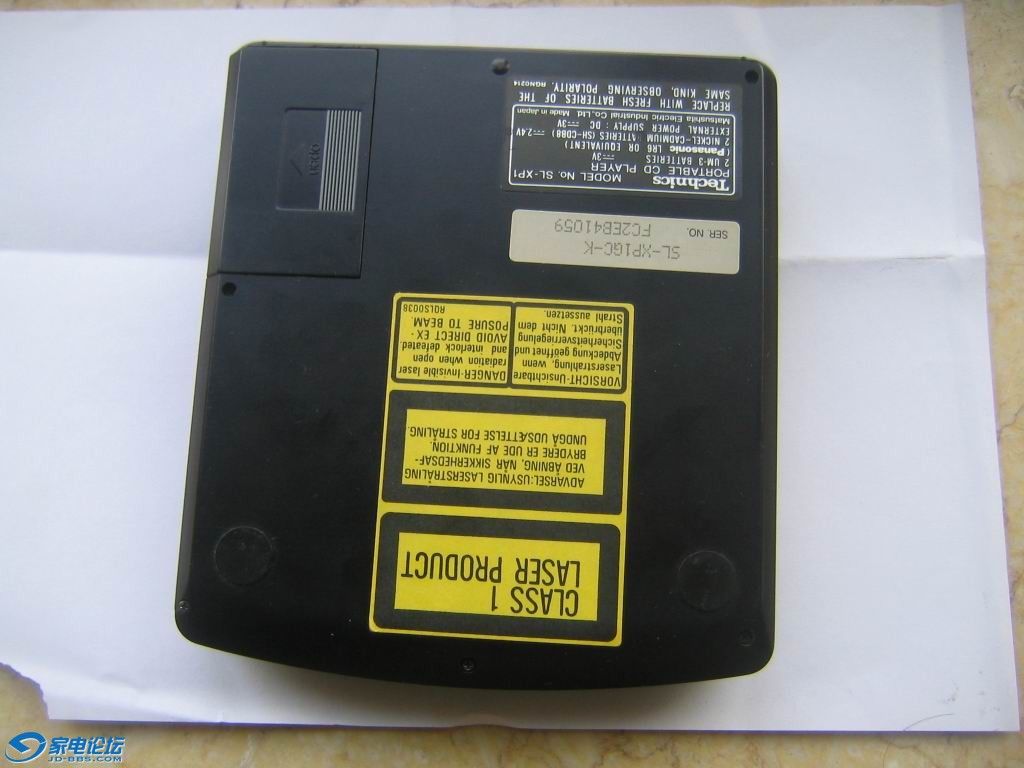 Technics
MODEL No. SL-XP1
PORTABLE CD PLAYER
⎓3V
2 UM-3 BATTERIES
(Panasonic LR6 OR EQUIVALENT)
2 NICKEL-CADMIUM BATTERIES (SH-CDB8) ⎓2.4V
EXTERNAL POWER SUPPLY : DC ⎓3V
Matsushita Electric Industrial Co., Ltd. Made in Japan
REPLACE WITH FRESH BATTERIES OF THE
SAME KIND, OBSERVING POLARITY. RQN0214
SER. NO.
SL-XP1GC-K
FC2EB41059
open
CLASS 1
LASER PRODUCT
ADVARSEL:USYNLIG LASERSTRÅLING
VED ÅBNING, NÅR SIKKERHEDSAF-
BRYDERE ER UDE AF FUNKTION.
UNDGÅ UDSÆTTELSE FOR STRÅLING.
VORSICHT-Unsichtbare
Laserstrahlung, wenn
Abdeckung geöffnet und
Sicherheitsverriegelung
überbrückt. Nicht dem
Strahl aussetzen.
DANGER-Invisible laser
radiation when open
and interlock defeated
AVOID DIRECT EX-
POSURE TO BEAM.
RQLS0038
家电论坛
JD-BBS.COM